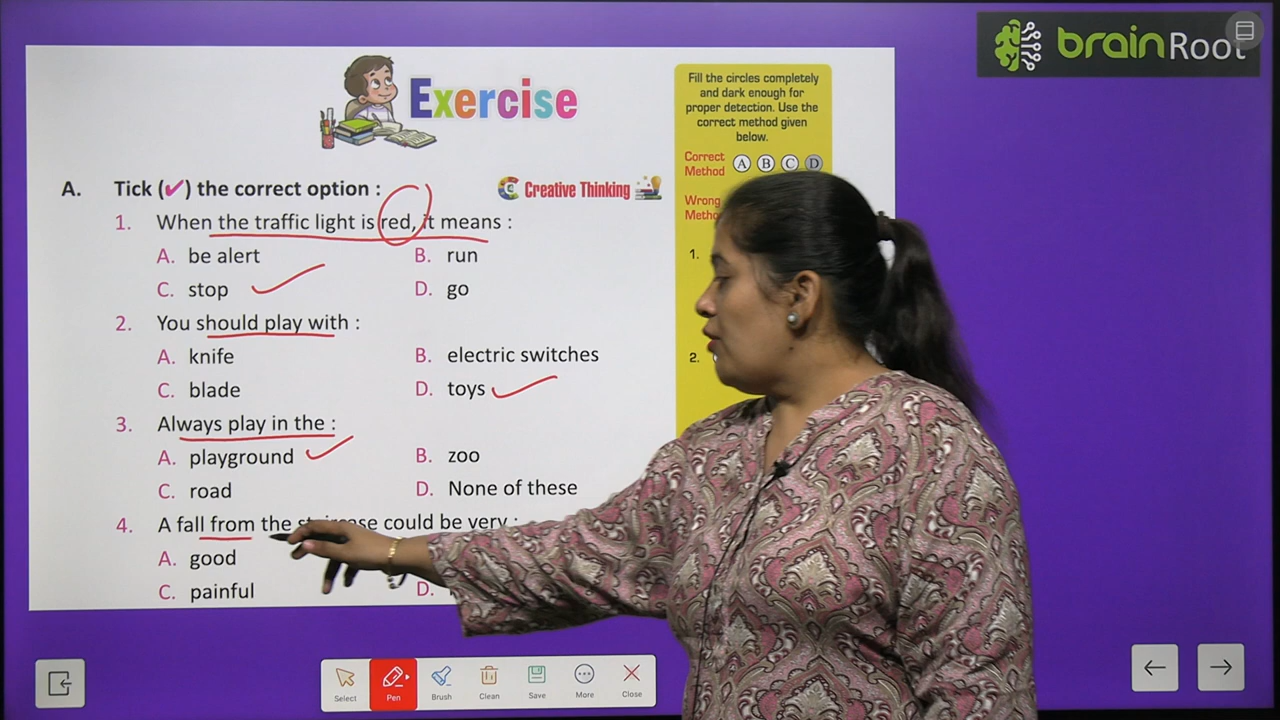 brainRoot
Exercise
Fill the circles completely
and dark enough for
proper detection. Use the
correct method given
below.
Correct
Method
A B C D
Wrong
1.
2.
A. Tick (✔) the correct option :
Creative Thinking
1. When the traffic light is red, it means :
A. be alert B. run
C. stop D. go
2. You should play with :
A. knife B. electric switches
C. blade D. toys
3. Always play in the :
A. playground B. zoo
C. road D. None of these
4. A fall from the staircase could be very :
A. good
C. painful D.
Select Pen Brush Clean Save More Close